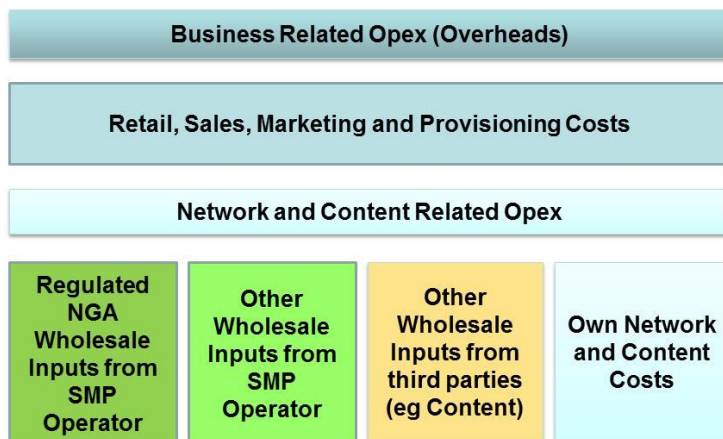 Business Related Opex (Overheads)
Retail, Sales, Marketing and Provisioning Costs
Network and Content Related Opex
Regulated
NGA
Wholesale
Inputs from
SMP
Operator
Other
Wholesale
Inputs from
SMP
Operator
Other
Wholesale
Inputs from
third parties
(eg Content)
Own Network
and Content
Costs